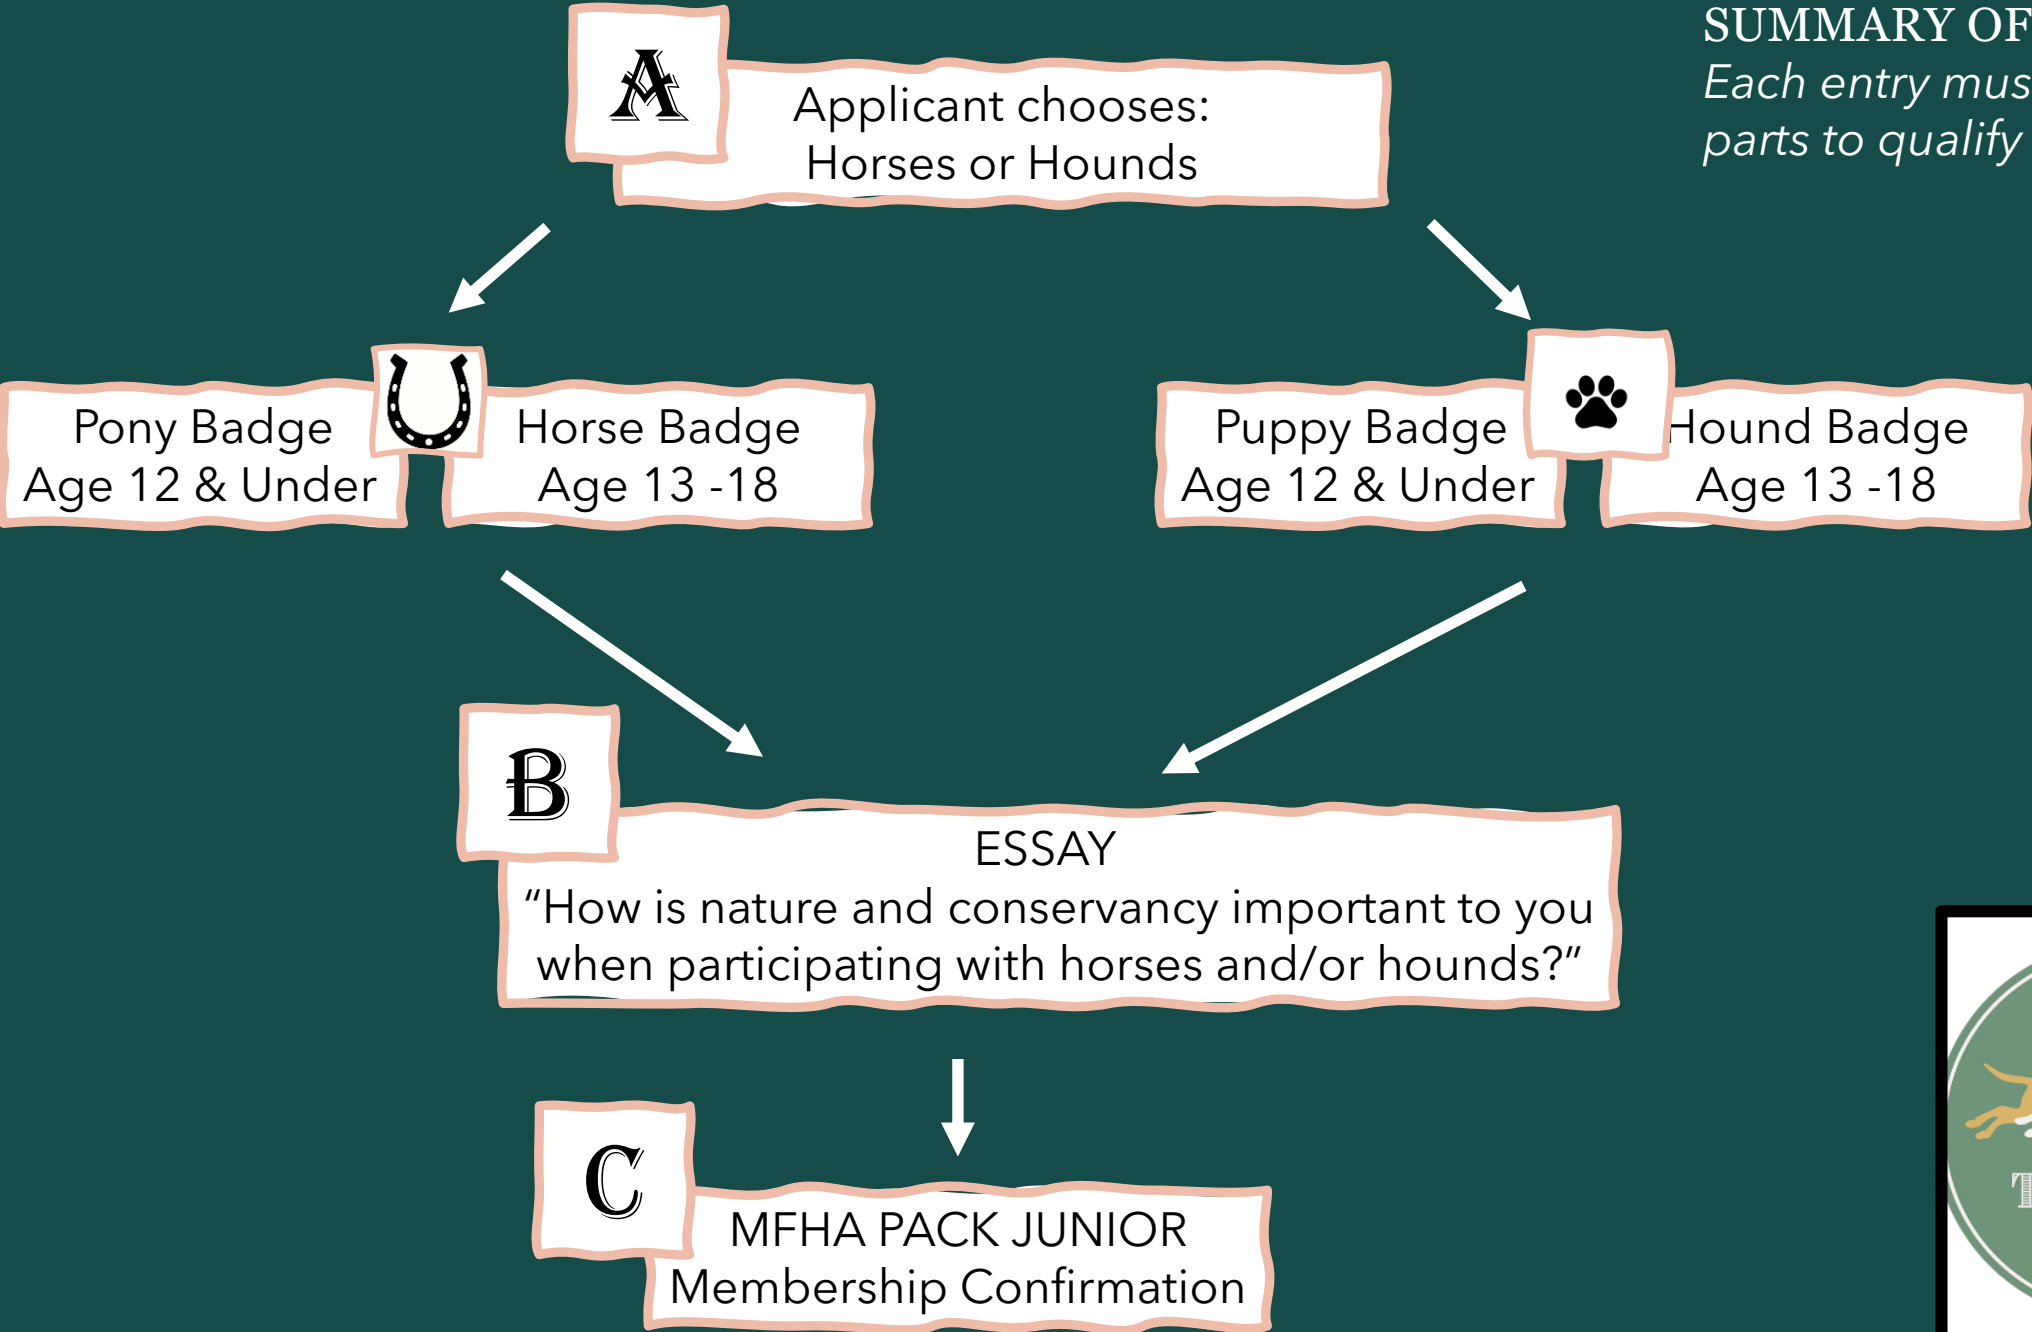 SUMMARY OF
Each entry mus
parts to qualify
A
Applicant chooses:
Horses or Hounds
Pony Badge
Age 12 & Under
Horse Badge
Age 13 -18
Puppy Badge
Age 12 & Under
Hound Badge
Age 13 -18
B
ESSAY
“How is nature and conservancy important to you
when participating with horses and/or hounds?”
C
MFHA PACK JUNIOR
Membership Confirmation